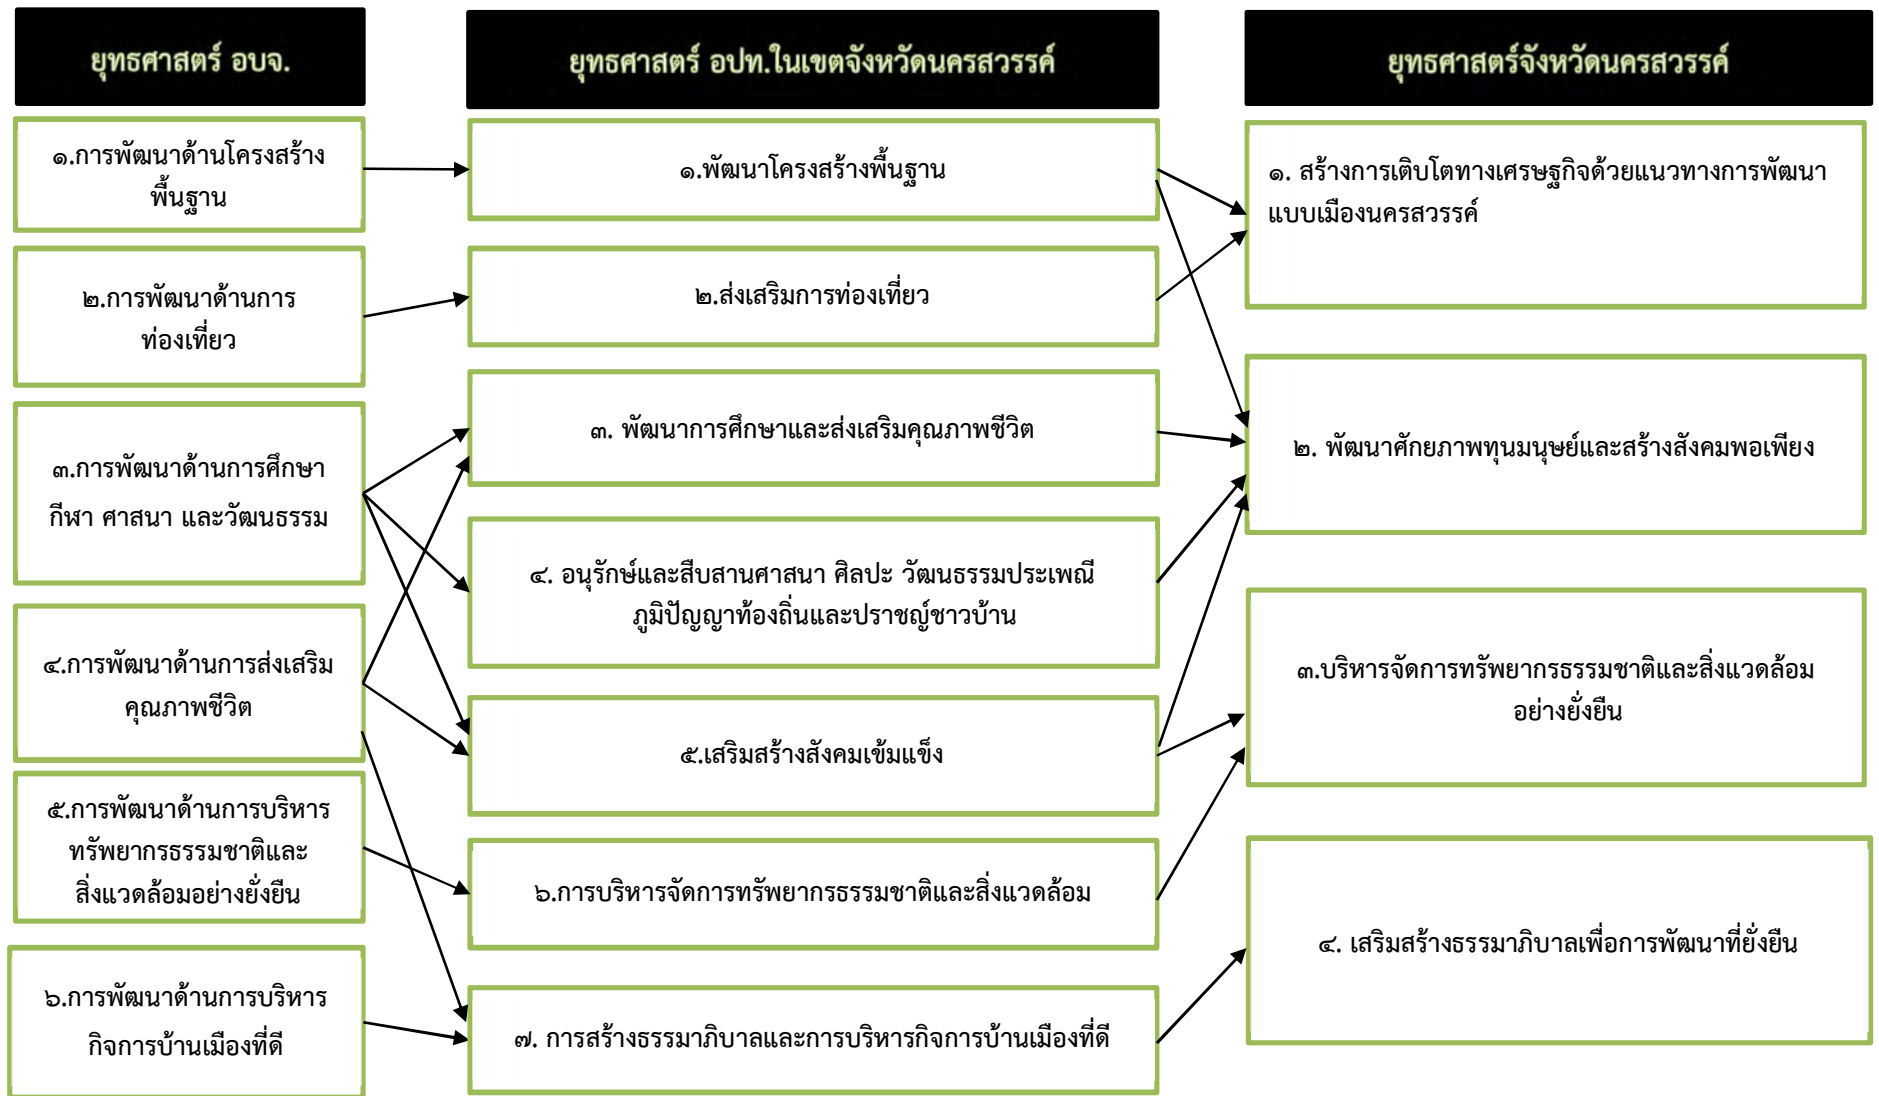 ยุทธศาสตร์ อบจ.
๑.การพัฒนาด้านโครงสร้าง
พื้นฐาน
๒.การพัฒนาด้านการ
ท่องเที่ยว
๓.การพัฒนาด้านการศึกษา
กีฬา ศาสนา และวัฒนธรรม
๔.การพัฒนาด้านการส่งเสริม
คุณภาพชีวิต
๕.การพัฒนาด้านการบริหาร
ทรัพยากรธรรมชาติและ
สิ่งแวดล้อมอย่างยั่งยืน
๖.การพัฒนาด้านการบริหาร
กิจการบ้านเมืองที่ดี
ยุทธศาสตร์ อปท.ในเขตจังหวัดนครสวรรค์
๑.พัฒนาโครงสร้างพื้นฐาน
๒.ส่งเสริมการท่องเที่ยว
๓. พัฒนาการศึกษาและส่งเสริมคุณภาพชีวิต
๔. อนุรักษ์และสืบสานศาสนา ศิลปะ วัฒนธรรมประเพณี
ภูมิปัญญาท้องถิ่นและปราชญ์ชาวบ้าน
๕.เสริมสร้างสังคมเข้มแข็ง
๖.การบริหารจัดการทรัพยากรธรรมชาติและสิ่งแวดล้อม
๗. การสร้างธรรมาภิบาลและการบริหารกิจการบ้านเมืองที่ดี
ยุทธศาสตร์จังหวัดนครสวรรค์
๑. สร้างการเติบโตทางเศรษฐกิจด้วยแนวทางการพัฒนา
แบบเมืองนครสวรรค์
๒. พัฒนาศักยภาพทุนมนุษย์และสร้างสังคมพอเพียง
๓.บริหารจัดการทรัพยากรธรรมชาติและสิ่งแวดล้อม
อย่างยั่งยืน
๔. เสริมสร้างธรรมาภิบาลเพื่อการพัฒนาที่ยั่งยืน